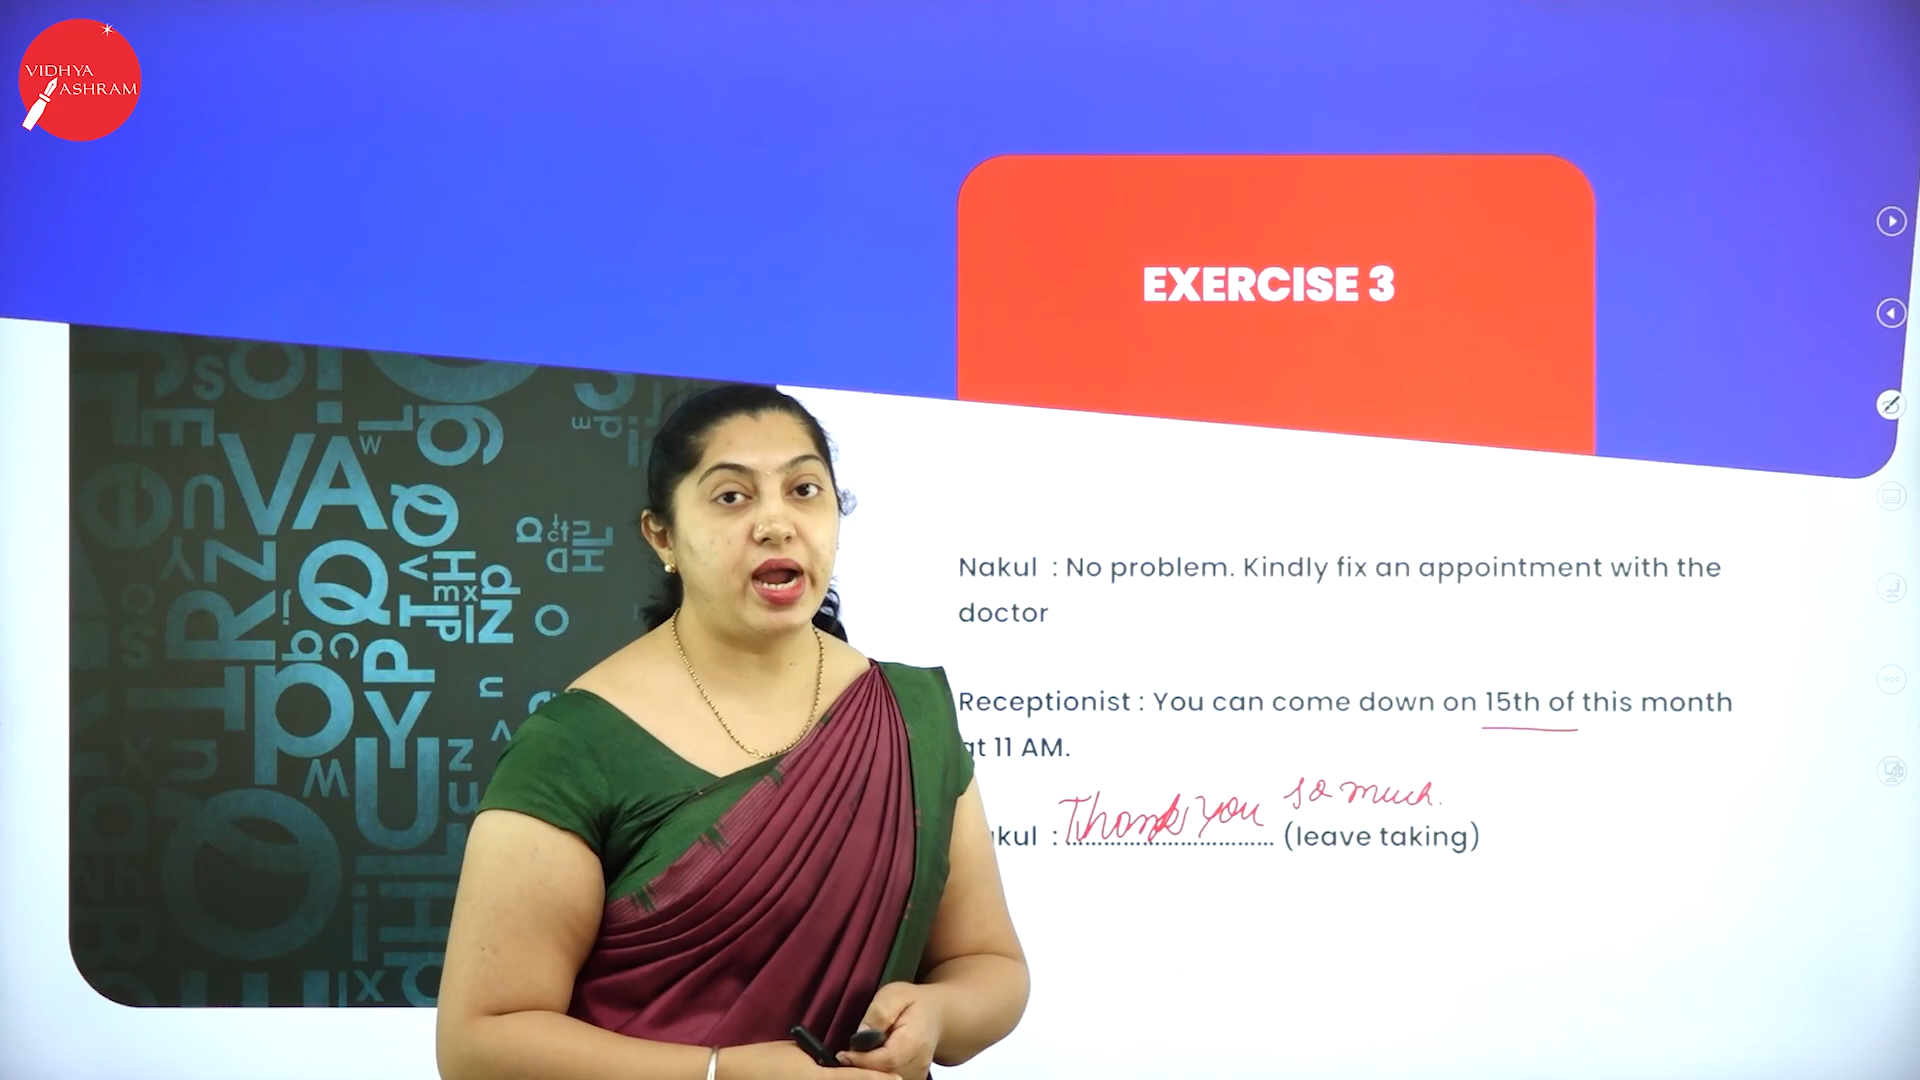 VIDHYA
ASHRAM
EXERCISE 3
Nakul : No problem. Kindly fix an appointment with the
doctor
Receptionist : You can come down on 15th of this month
at 11 AM.
Thank you so much.
kul : .................................. (leave taking)